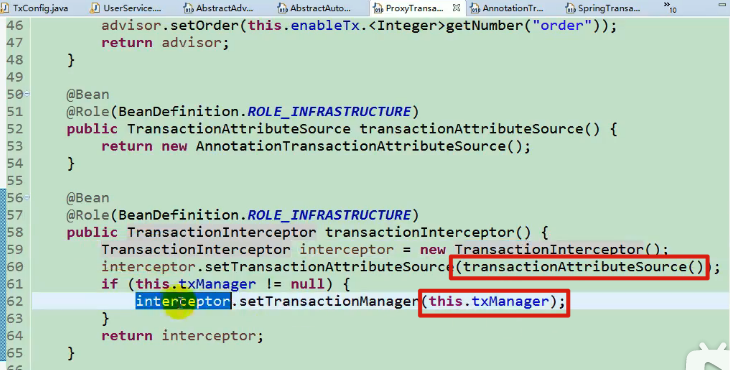 TxConfig.java UserService.... AbstractAdv... AbstractAuto... ProxyTransa... AnnotationTr... SpringTransa... »10
46 advisor.setOrder(this.enableTx.<Integer>getNumber("order"));
47 return advisor;
48 }
49
50 @Bean
51 @Role(BeanDefinition.ROLE_INFRASTRUCTURE)
52 public TransactionAttributeSource transactionAttributeSource() {
53 return new AnnotationTransactionAttributeSource();
54 }
55
56 @Bean
57 @Role(BeanDefinition.ROLE_INFRASTRUCTURE)
58 public TransactionInterceptor transactionInterceptor() {
59 TransactionInterceptor interceptor = new TransactionInterceptor();
60 interceptor.setTransactionAttributeSource(transactionAttributeSource());
61 if (this.txManager != null) {
62 interceptor.setTransactionManager(this.txManager);
63 }
64 return interceptor;
65 }
66